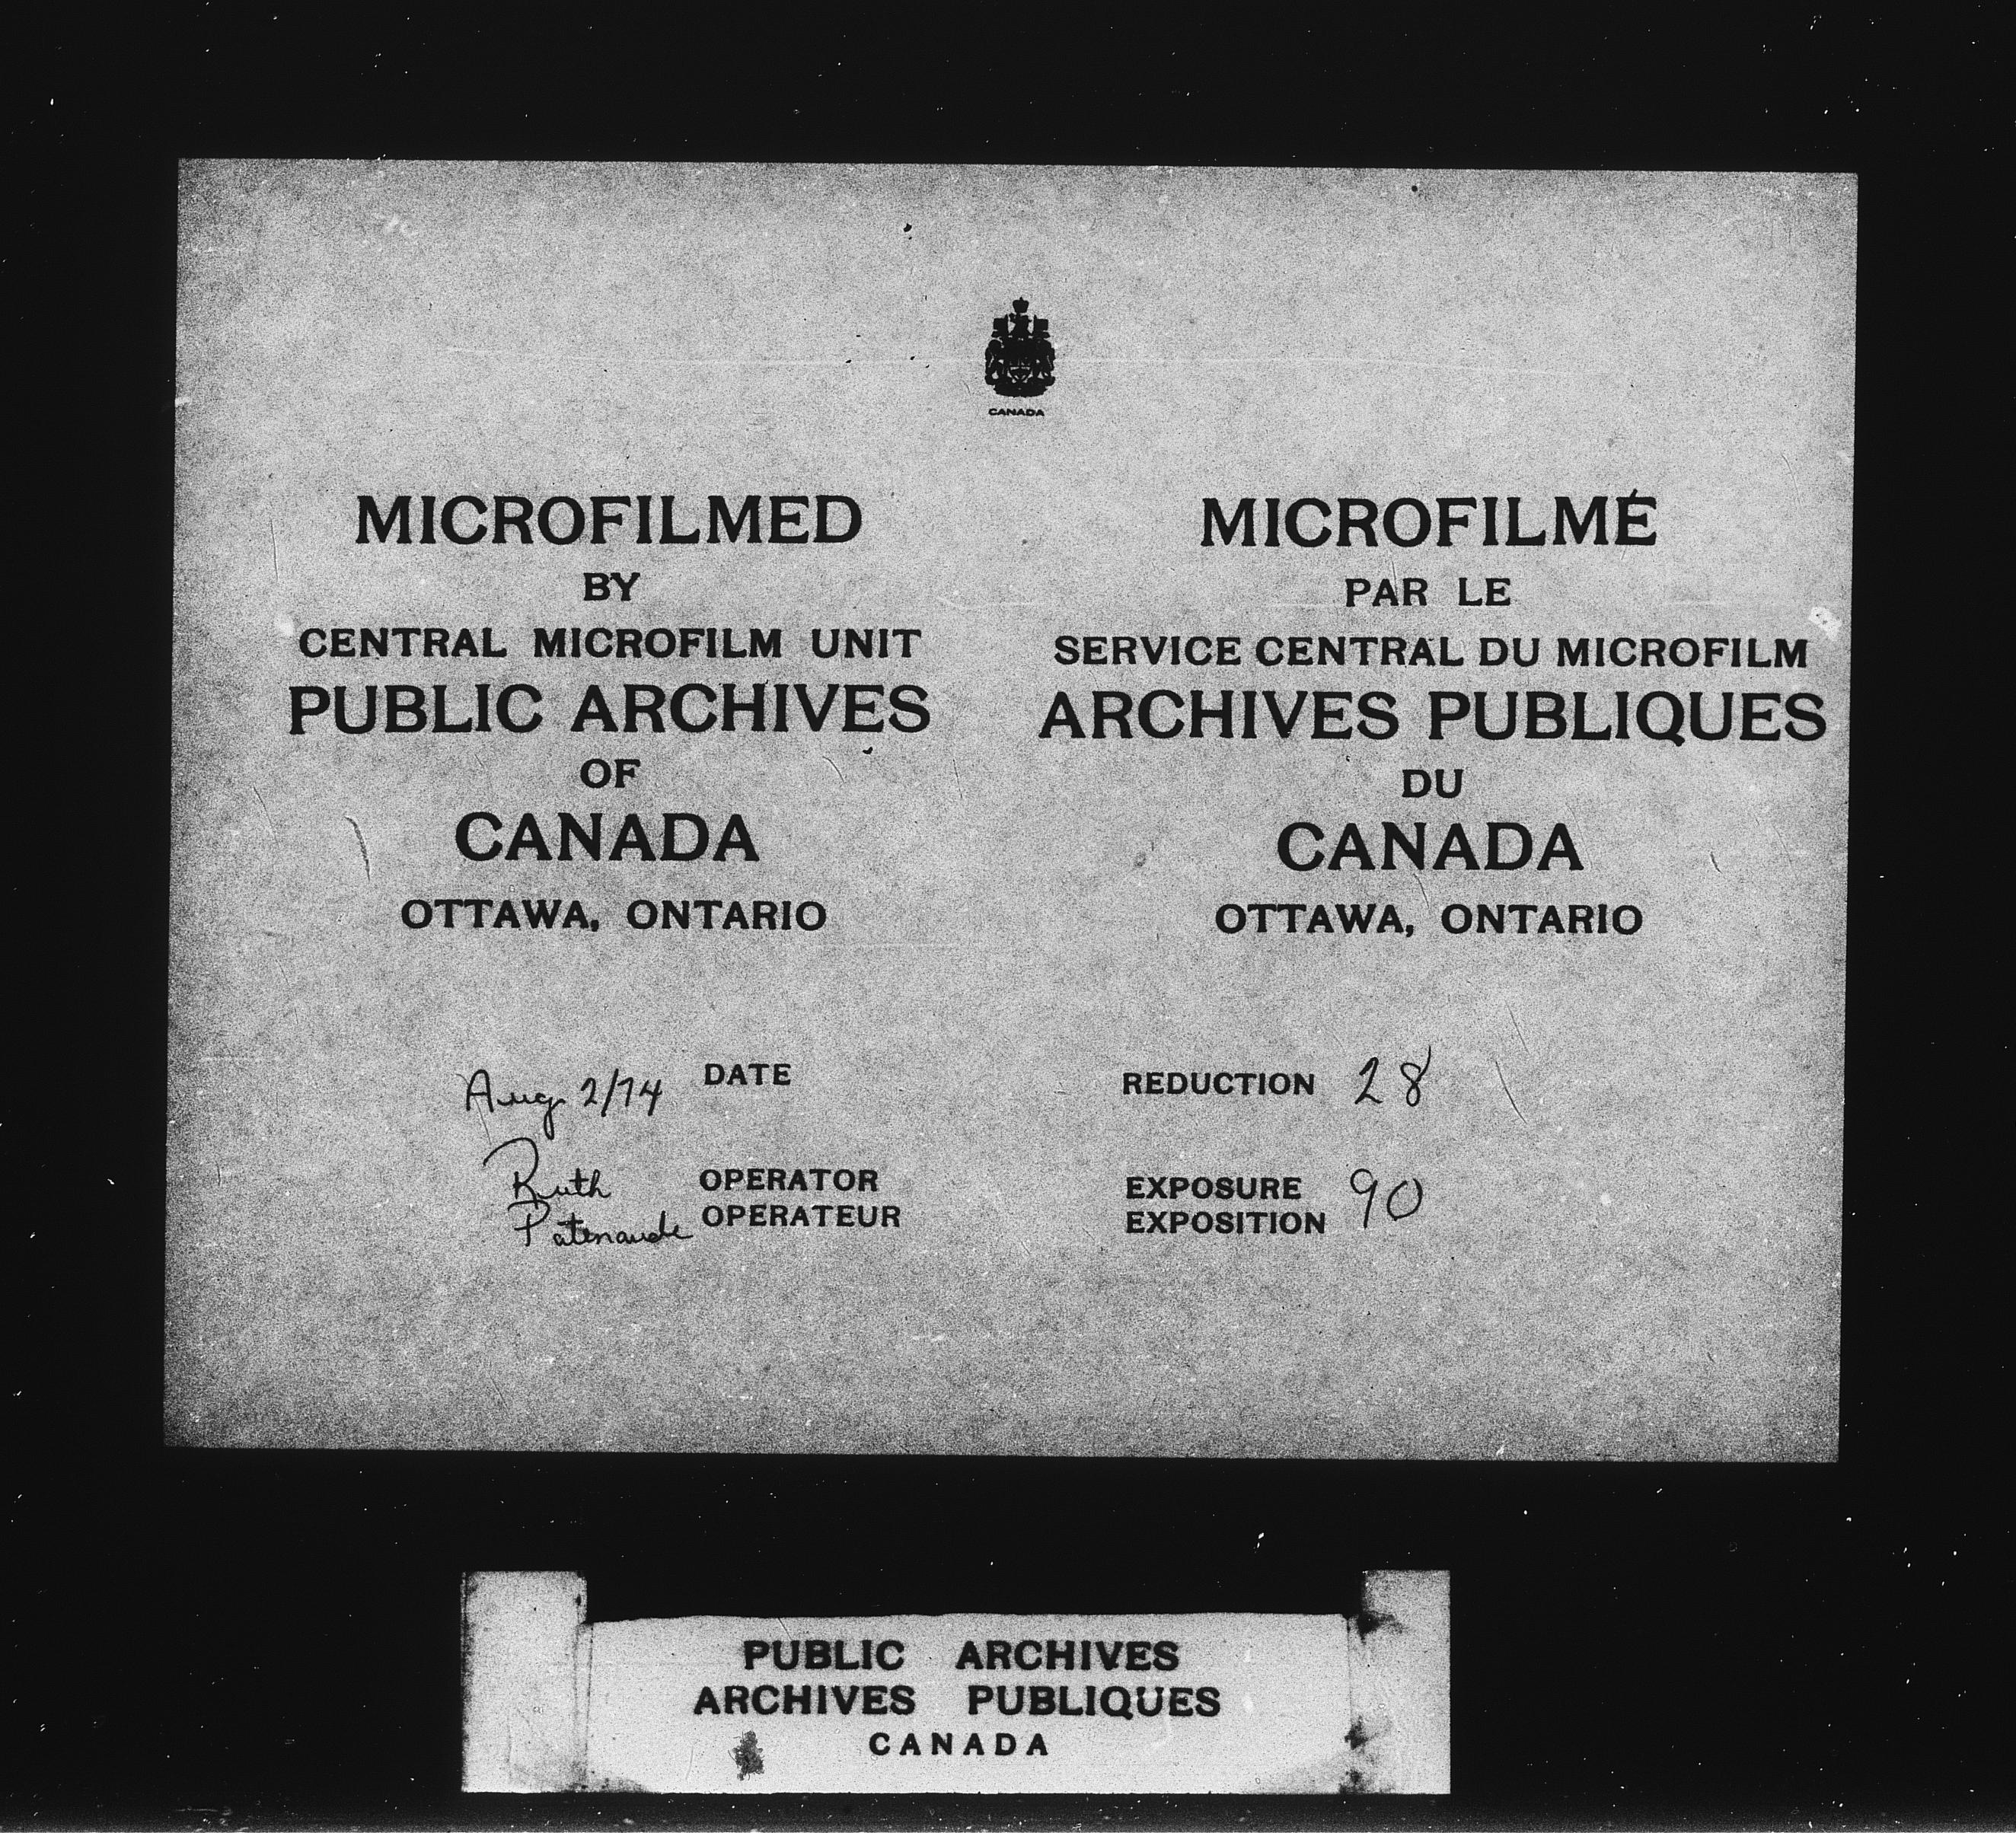 CANADA
MICROFILMED
BY
CENTRAL MICROFILM UNIT
PUBLIC ARCHIVES
OF
CANADA
OTTAWA, ONTARIO
MICROFILMÉ
PAR LE
SERVICE CENTRAL DU MICROFILM
ARCHIVES PUBLIQUES
DU
CANADA
OTTAWA, ONTARIO
Aug 2/74 DATE
Ruth OPERATOR
Patenaude OPERATEUR
REDUCTION 28
EXPOSURE 90
EXPOSITION
PUBLIC ARCHIVES
ARCHIVES PUBLIQUES
CANADA